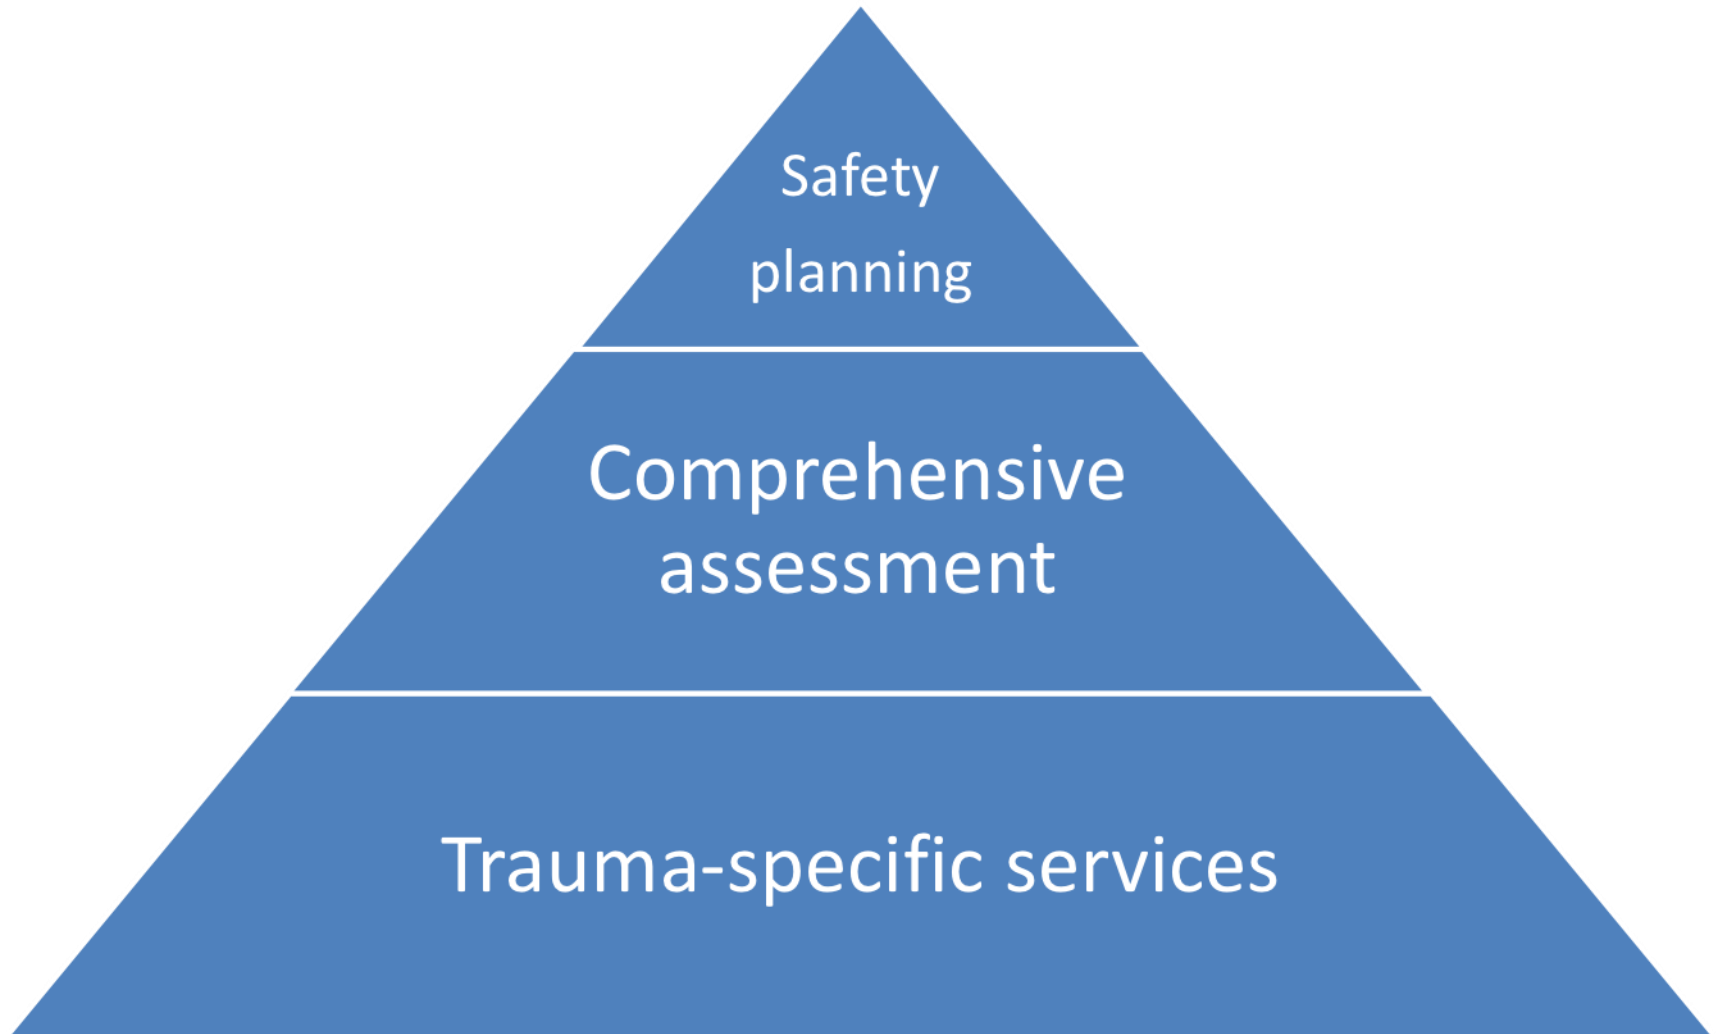 Safety
planning
Comprehensive
assessment
Trauma-specific services